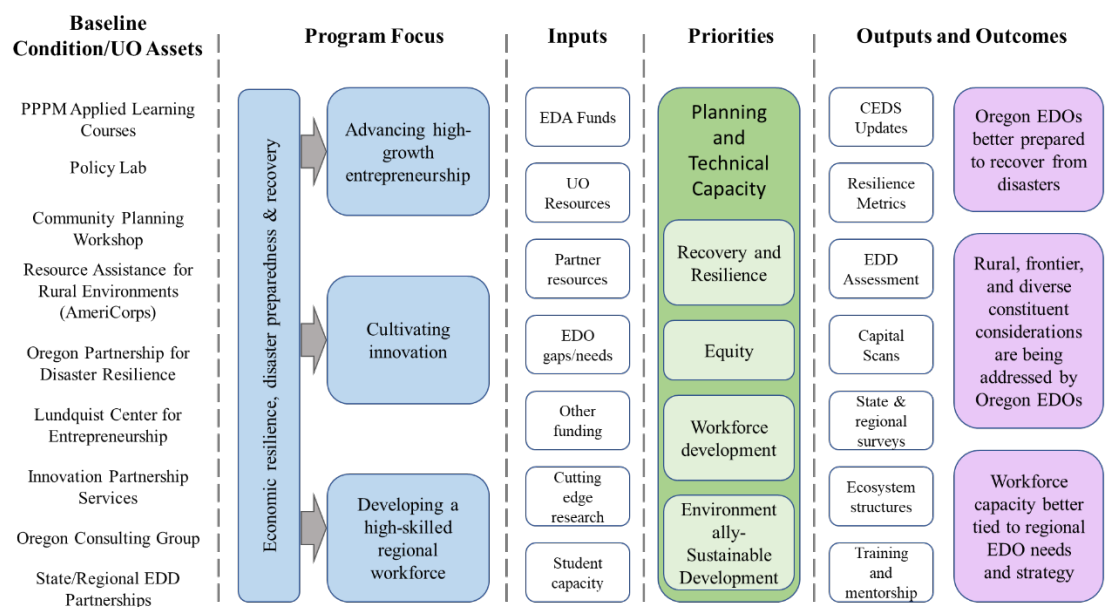 Baseline
Condition/UO Assets
PPPM Applied Learning
Courses
Policy Lab
Community Planning
Workshop
Resource Assistance for
Rural Environments
(AmeriCorps)
Oregon Partnership for
Disaster Resilience
Lundquist Center for
Entrepreneurship
Innovation Partnership
Services
Oregon Consulting Group
State/Regional EDD
Partnerships
Program Focus
Economic resilience, disaster preparedness & recovery
Advancing high-
growth
entrepreneurship
Cultivating
innovation
Developing a
high-skilled
regional
workforce
Inputs
EDA Funds
UO
Resources
Partner
resources
EDO
gaps/needs
Other
funding
Cutting
edge
research
Student
capacity
Priorities
Planning
and
Technical
Capacity
Recovery and
Resilience
Equity
Workforce
development
Environment
ally-
Sustainable
Development
Outputs and Outcomes
CEDS
Updates
Resilience
Metrics
EDD
Assessment
Capital
Scans
State &
regional
surveys
Ecosystem
structures
Training
and
mentorship
Oregon EDOs
better prepared
to recover from
disasters
Rural, frontier,
and diverse
constituent
considerations
are being
addressed by
Oregon EDOs
Workforce
capacity better
tied to regional
EDO needs
and strategy